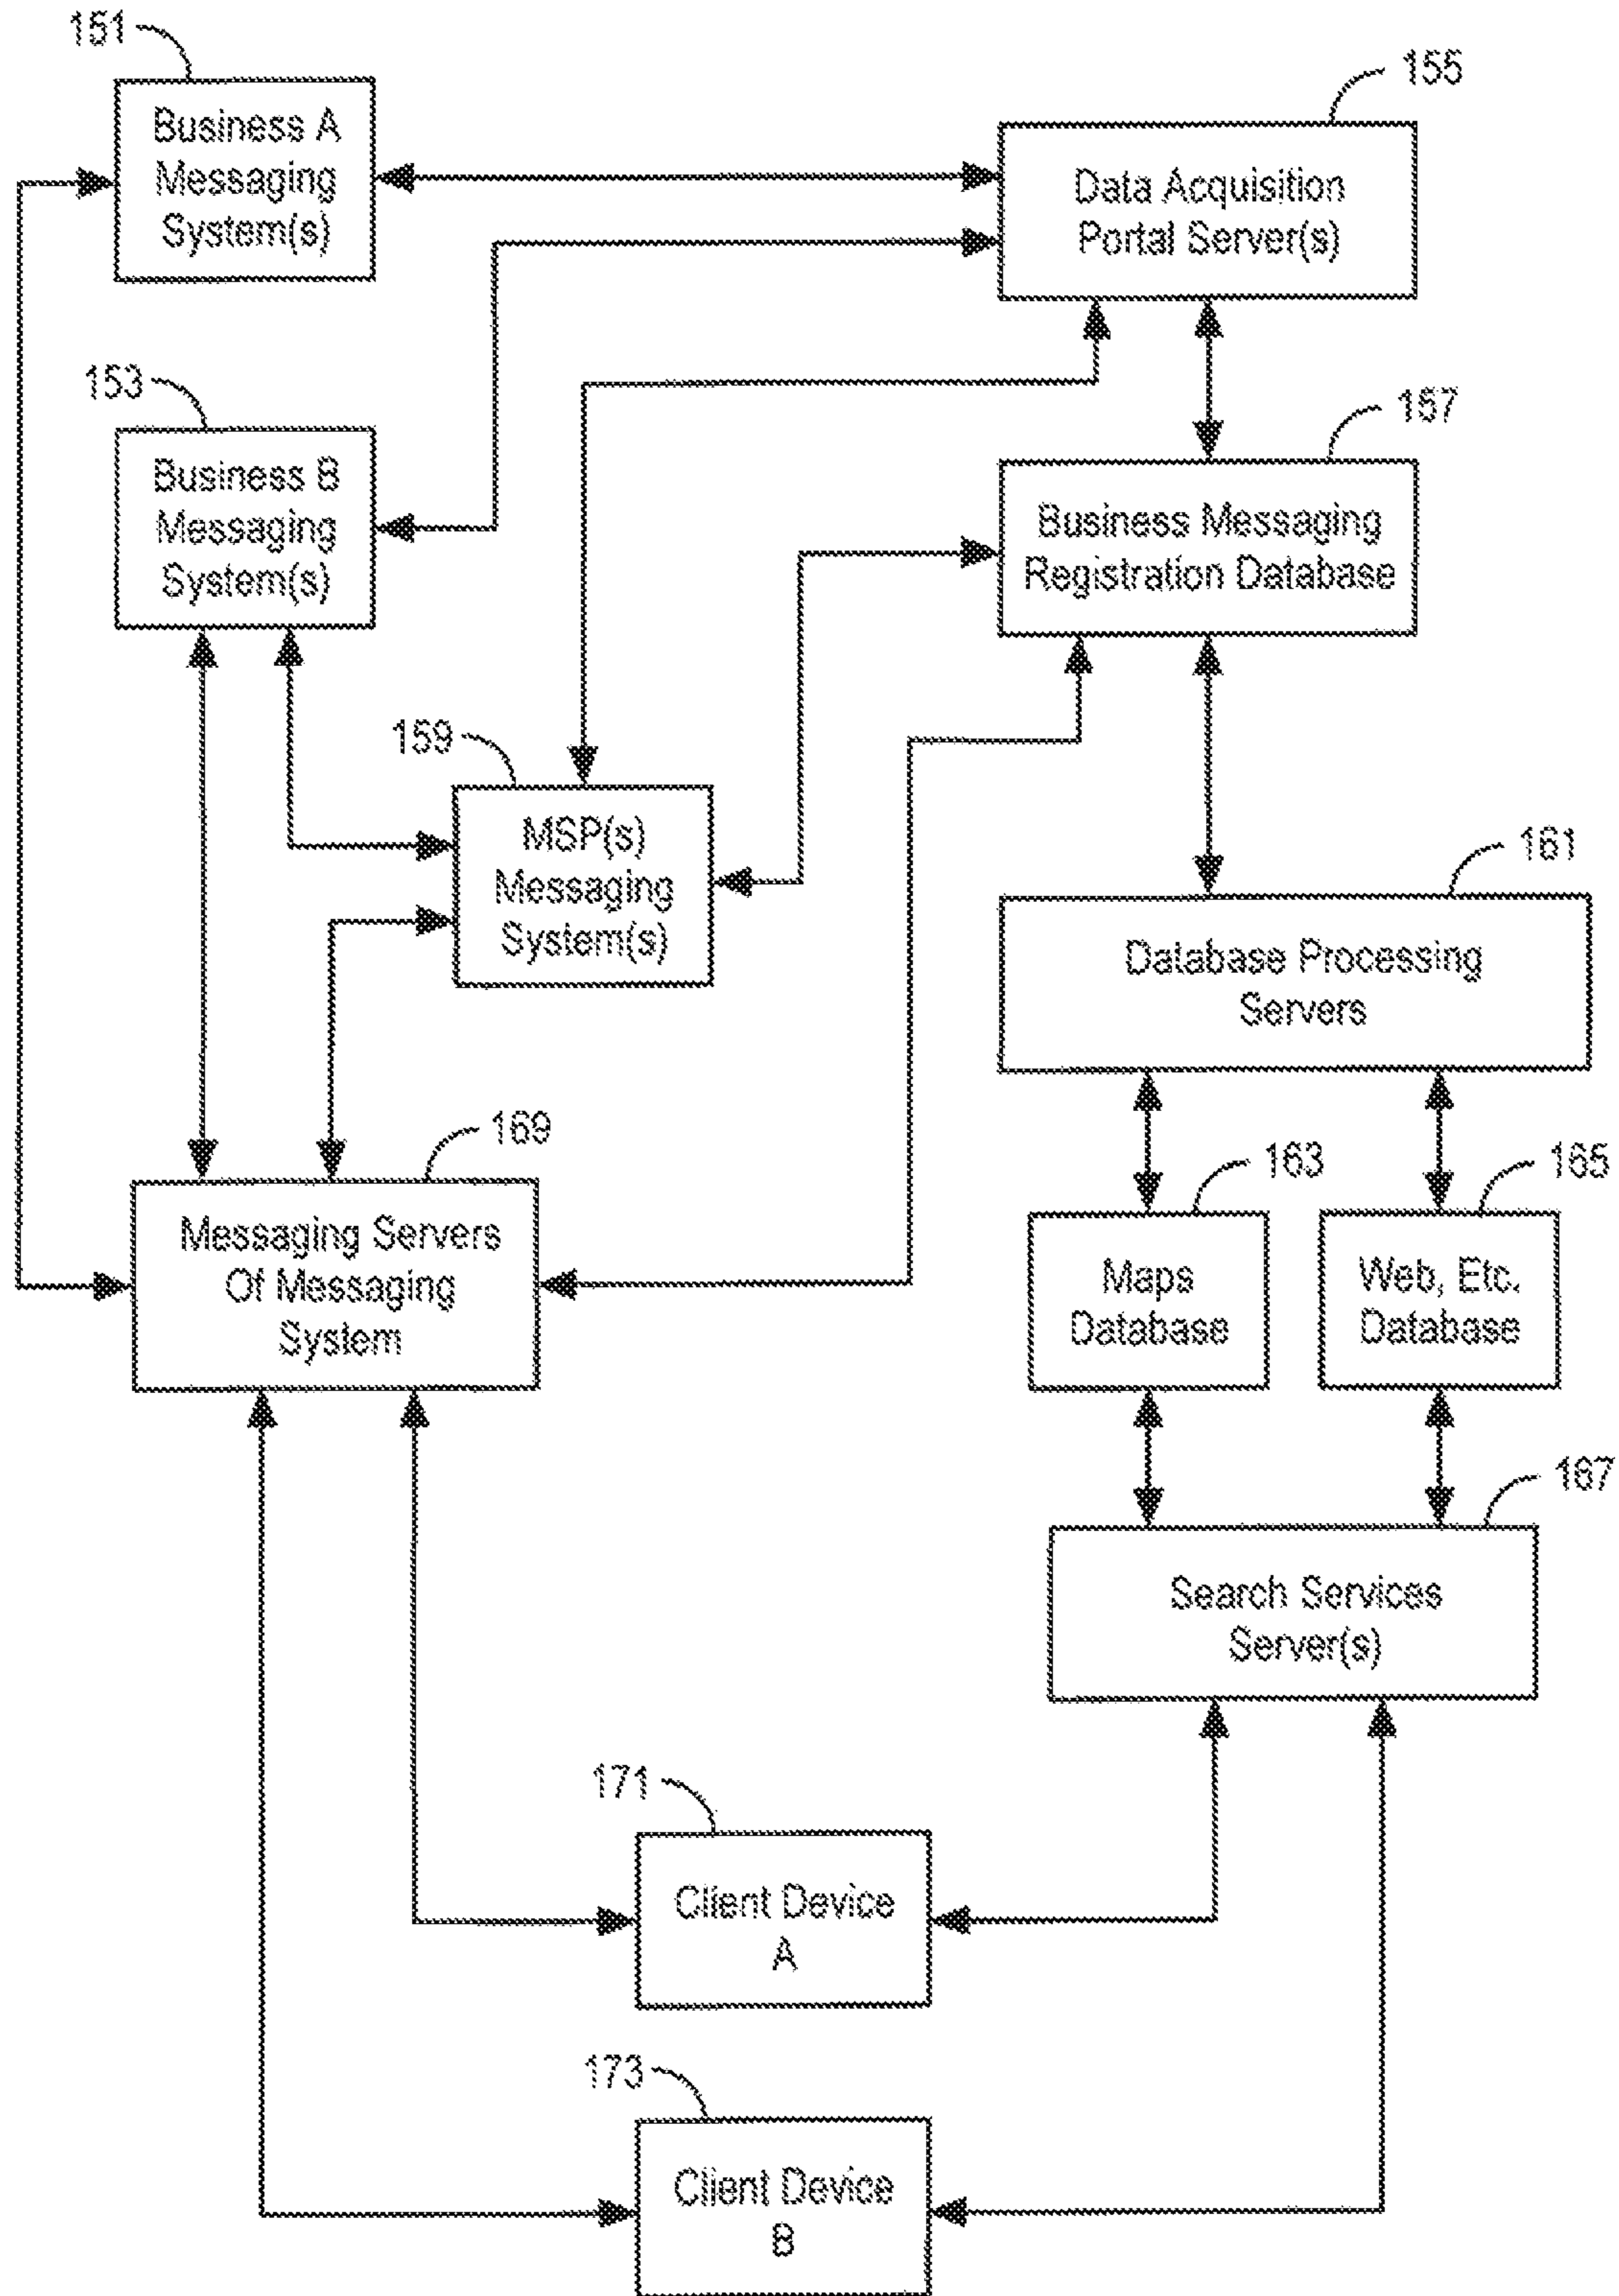 151
Business A
Messaging
System(s)
155
Data Acquisition
Portal Server(s)
153
Business B
Messaging
System(s)
157
Business Messaging
Registration Database
159
MSP(s)
Messaging
System(s)
161
Database Processing
Servers
169
Messaging Servers
Of Messaging
System
163
Maps
Database
165
Web, Etc.
Database
167
Search Services
Server(s)
171
Client Device
A
173
Client Device
B